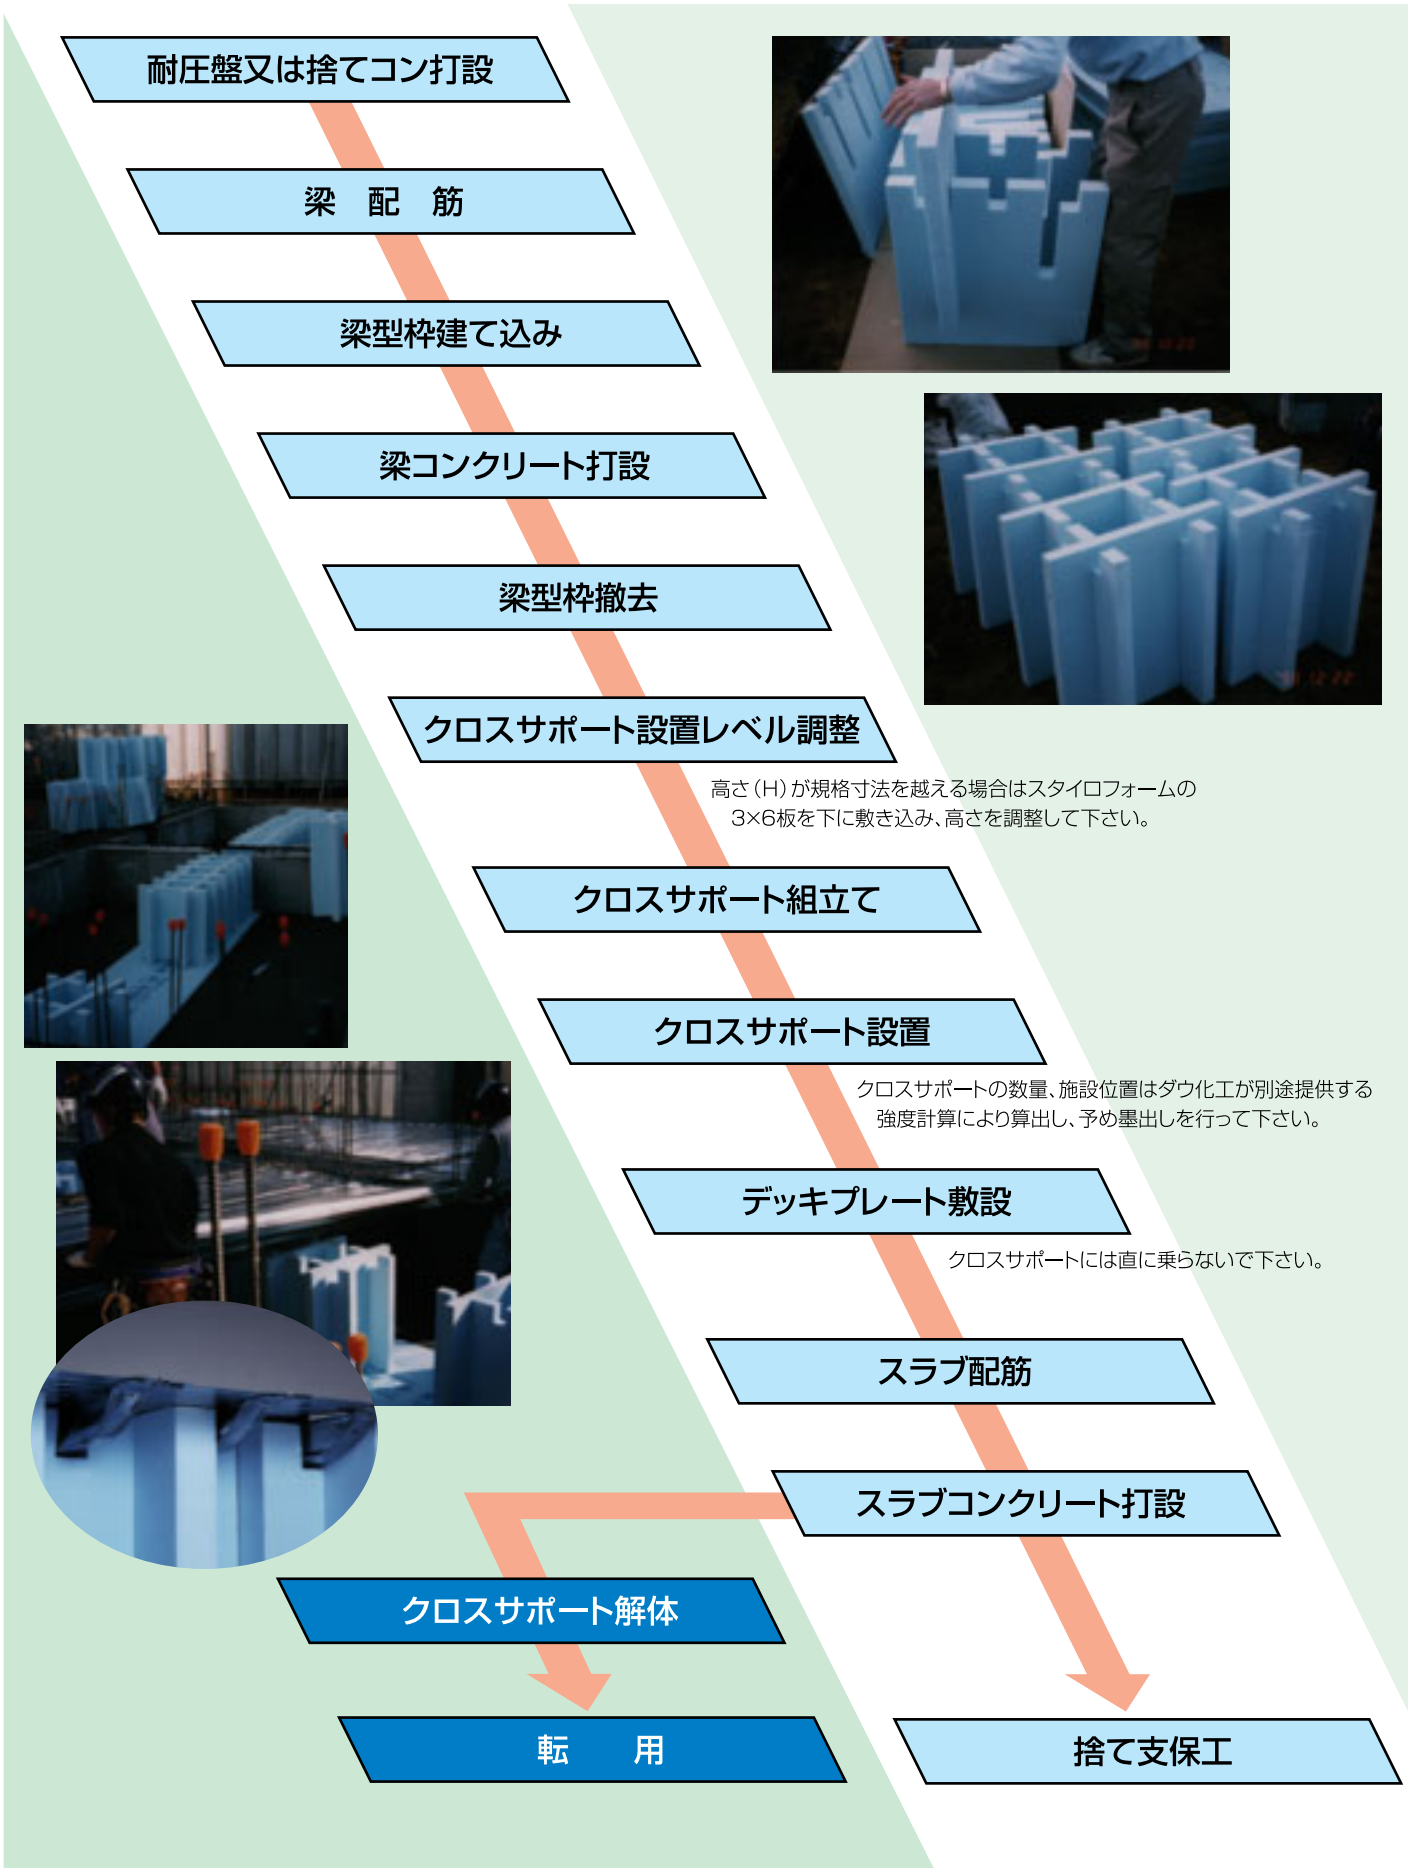 耐圧盤又は捨てコン打設
梁　配　筋
梁型枠建て込み
梁コンクリート打設
梁型枠撤去
クロスサポート設置レベル調整
高さ（H）が規格寸法を越える場合はスタイロフォームの
3×6板を下に敷き込み、高さを調整して下さい。
クロスサポート組立て
クロスサポート設置
クロスサポートの数量、施設位置はダウ化工が別途提供する
強度計算により算出し、予め墨出しを行って下さい。
デッキプレート敷設
クロスサポートには直に乗らないで下さい。
スラブ配筋
スラブコンクリート打設
クロスサポート解体
転　　用
捨て支保工